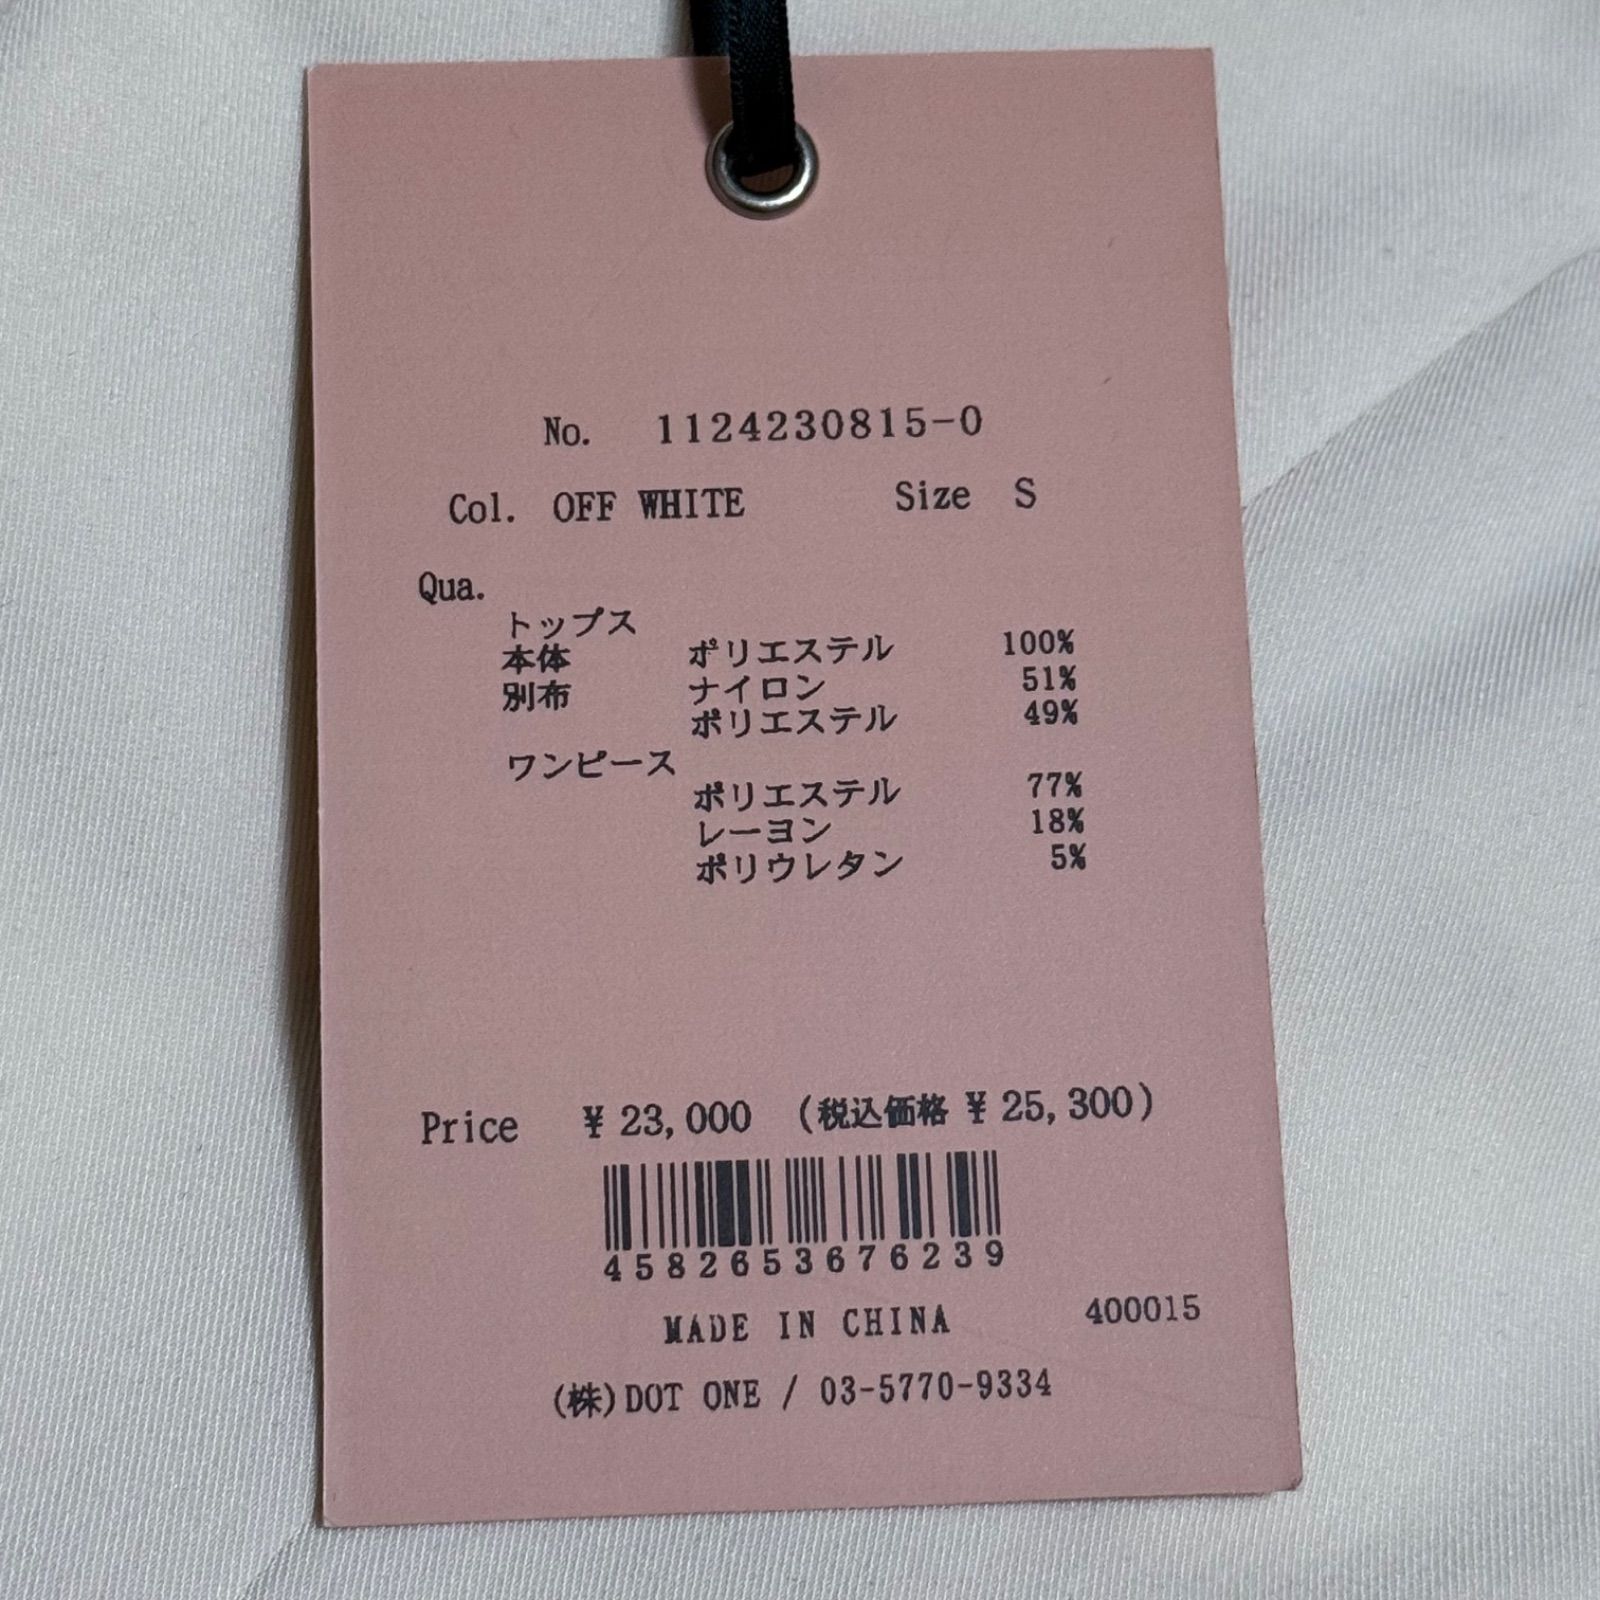 No. 1124230815-0
Col. OFF WHITE Size S
Qua.
トップス
本体 ポリエステル 100%
別布 ナイロン 51%
ポリエステル 49%
ワンピース
ポリエステル 77%
レーヨン 18%
ポリウレタン 5%
Price ¥23,000 (税込価格 ¥25,300)
4582653676239
MADE IN CHINA 400015
(株)DOT ONE / 03-5770-9334